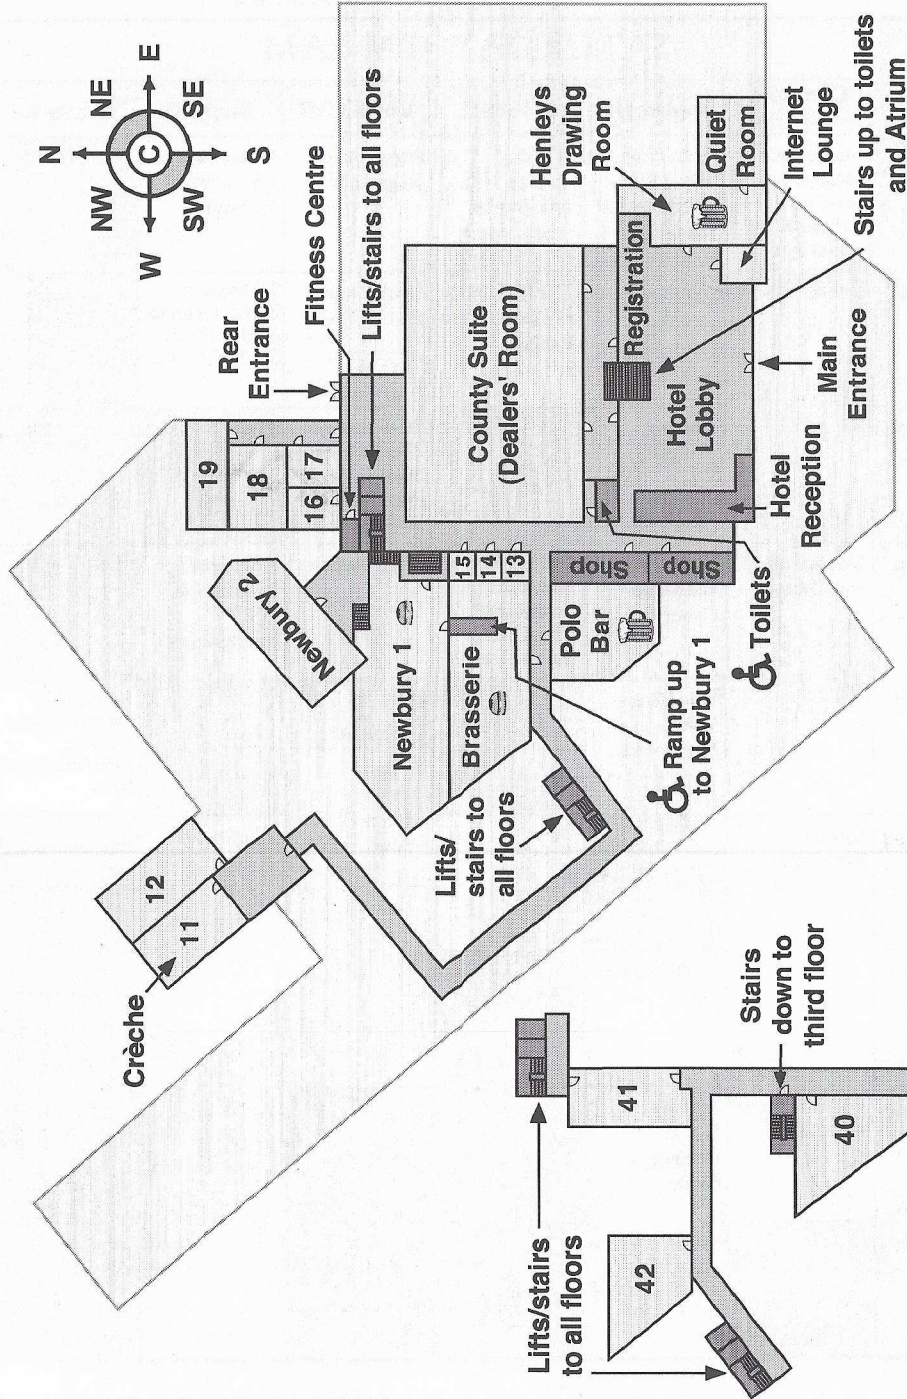 N
NE
E
SE
S
SW
W
NW
C
Rear
Entrance
Fitness Centre
Lifts/stairs to all floors
19
18
17
16
Newbury 2
Newbury 1
Brasserie
15
14
13
County Suite
(Dealers' Room)
Registration
Henleys
Drawing
Room
Quiet
Room
Internet
Lounge
Stairs up to toilets
and Atrium
Hotel
Lobby
Main
Entrance
Hotel
Reception
Shop
Shop
Toilets
Polo
Bar
Ramp up
to Newbury 1
Lifts/
stairs to
all floors
12
11
Crèche
Lifts/stairs
to all floors
41
42
40
Stairs
down to
third floor